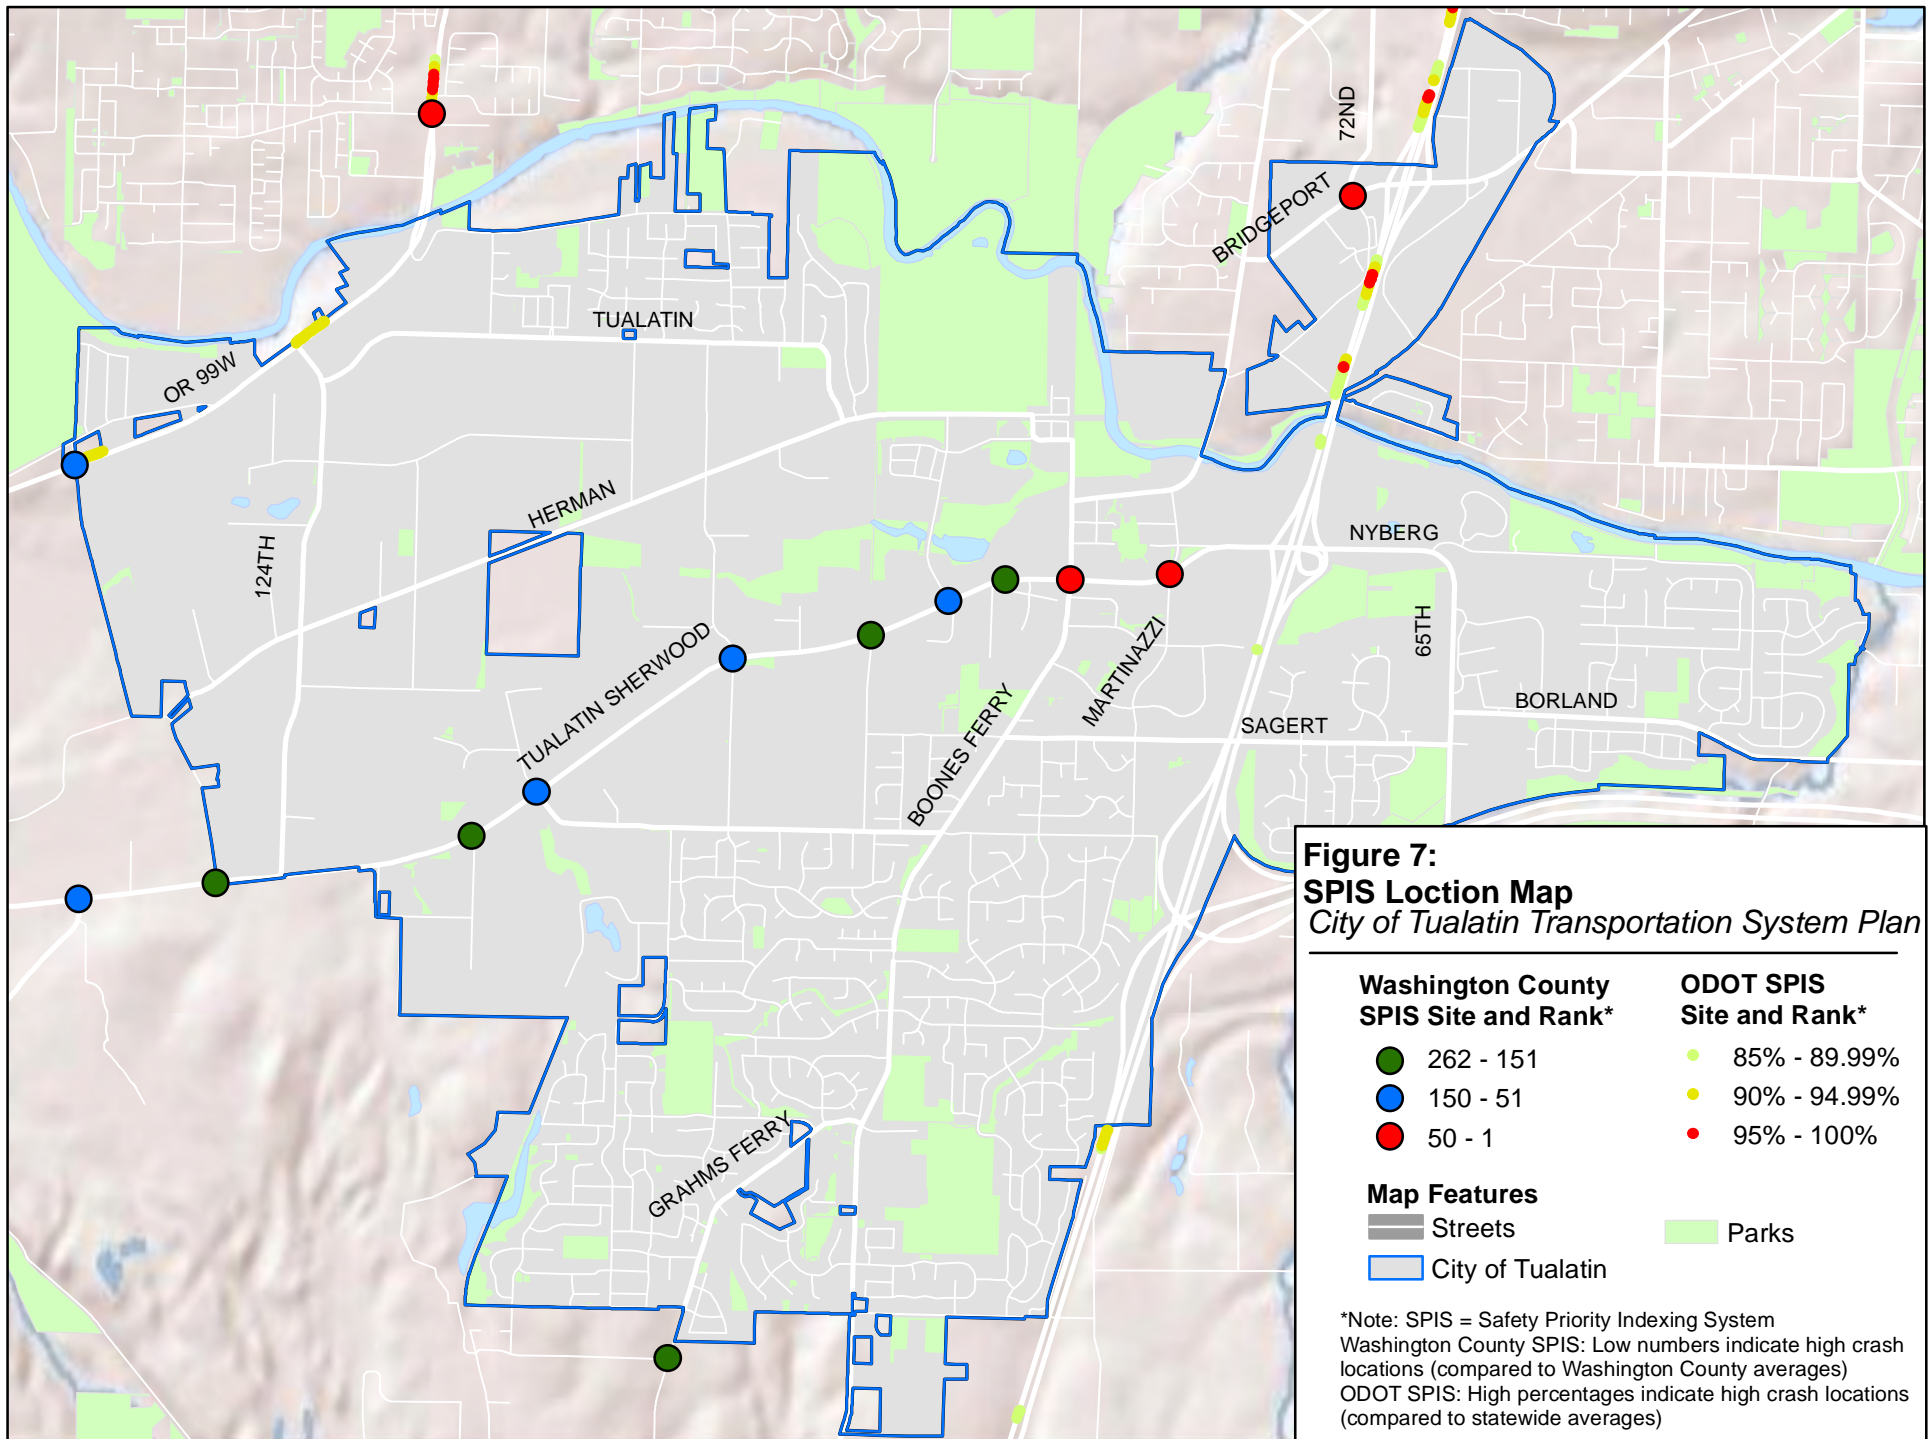 72ND
BRIDGEPORT
TUALATIN
OR 99W
HERMAN
124TH
NYBERG
TUALATIN SHERWOOD
65TH
MARTINAZZI
BOONES FERRY
BORLAND
SAGERT
GRAHMS FERRY
Figure 7:
SPIS Loction Map
City of Tualatin Transportation System Plan
Washington County
SPIS Site and Rank*
262 - 151
150 - 51
50 - 1
ODOT SPIS
Site and Rank*
85% - 89.99%
90% - 94.99%
95% - 100%
Map Features
Streets
Parks
City of Tualatin
*Note: SPIS = Safety Priority Indexing System
Washington County SPIS: Low numbers indicate high crash
locations (compared to Washington County averages)
ODOT SPIS: High percentages indicate high crash locations
(compared to statewide averages)